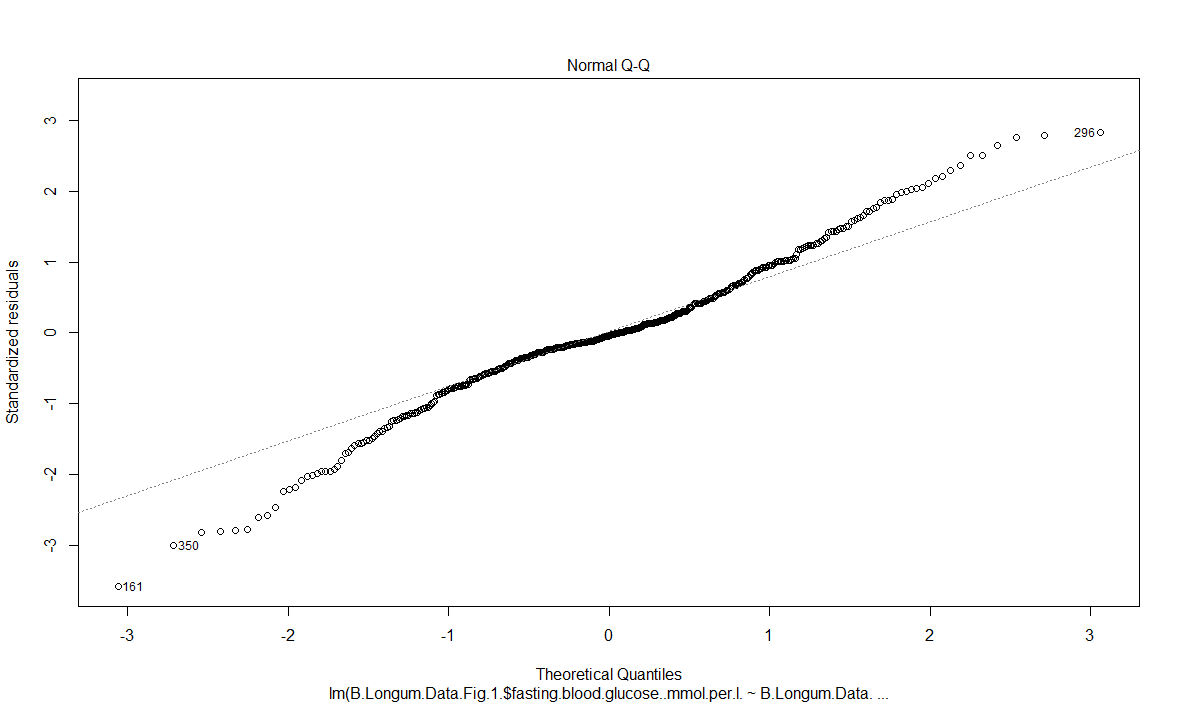 Normal Q-Q
3
2
1
0
-1
-2
-3
Standardized residuals
296
350
161
-3 -2 -1 0 1 2 3
Theoretical Quantiles
lm(B.Longum.Data.Fig.1.$fasting.blood.glucose..mmol.per.l. ~ B.Longum.Data. ...